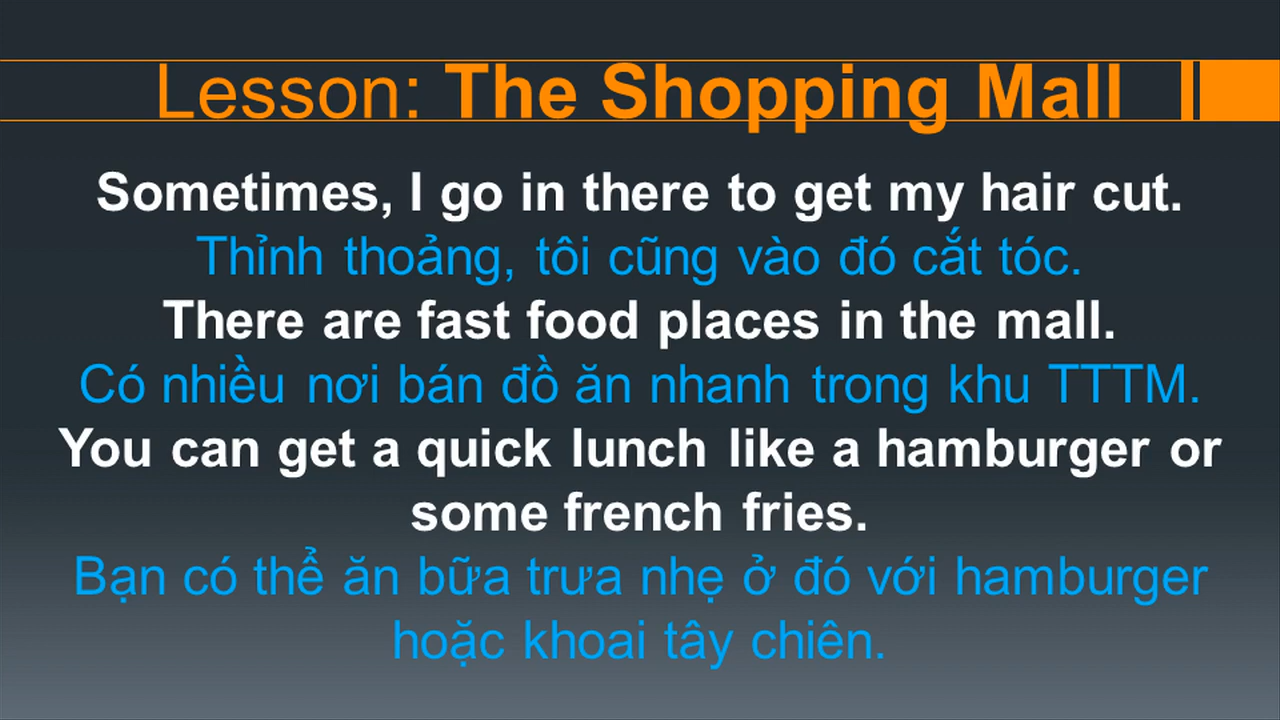 Lesson: The Shopping Mall
Sometimes, I go in there to get my hair cut.
Thỉnh thoảng, tôi cũng vào đó cắt tóc.
There are fast food places in the mall.
Có nhiều nơi bán đồ ăn nhanh trong khu TTTM.
You can get a quick lunch like a hamburger or
some french fries.
Bạn có thể ăn bữa trưa nhẹ ở đó với hamburger
hoặc khoai tây chiên.